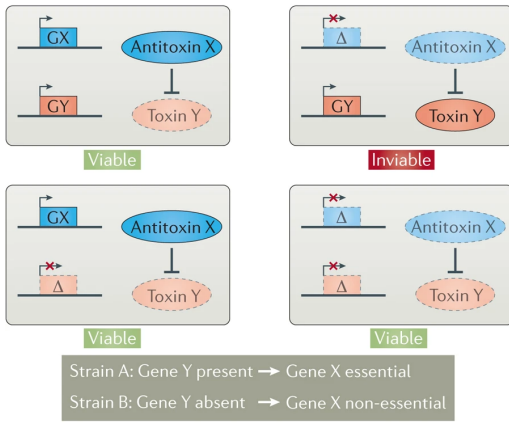 GX
Antitoxin X
GY
Toxin Y
Viable
Δ
Antitoxin X
GY
Toxin Y
Inviable
GX
Antitoxin X
Δ
Toxin Y
Viable
Δ
Antitoxin X
Δ
Toxin Y
Viable
Strain A: Gene Y present → Gene X essential
Strain B: Gene Y absent → Gene X non-essential